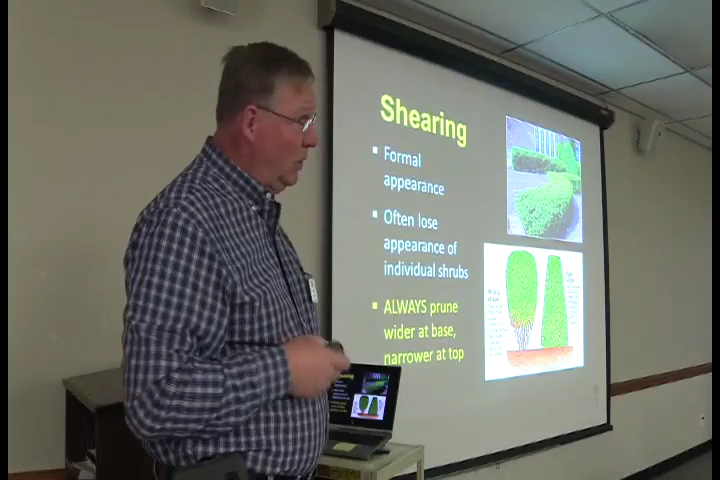 Shearing
▪ Formal
appearance
▪ Often lose
appearance of
individual shrubs
▪ ALWAYS prune
wider at base,
narrower at top